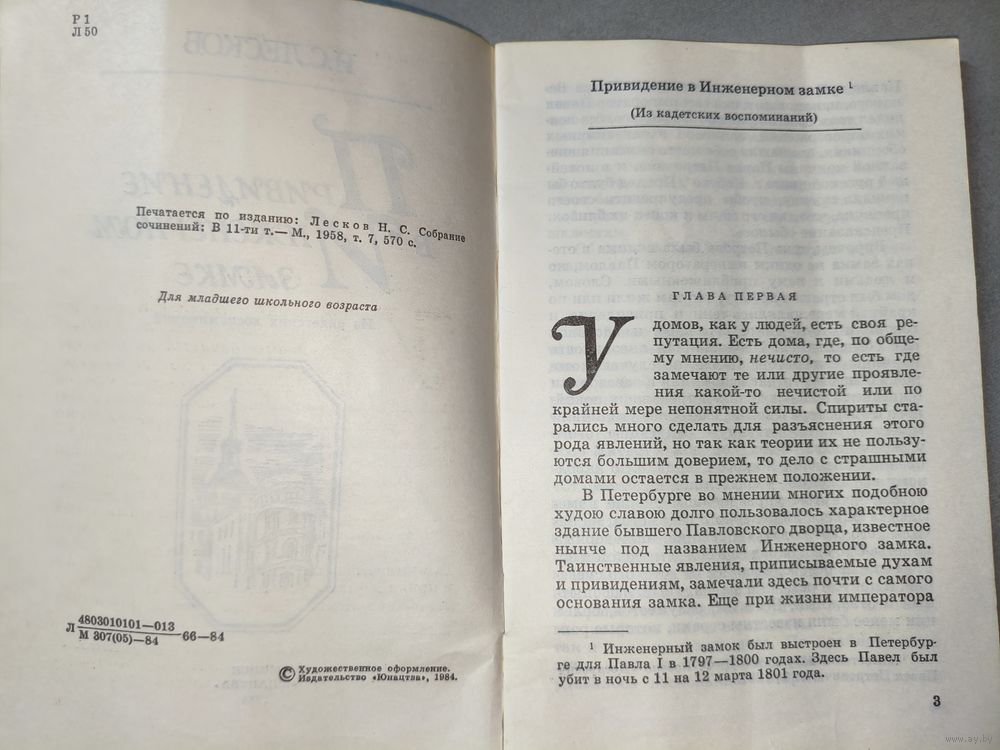 Р 1
Л 50
Печатается по изданию: Лесков Н. С. Собрание
сочинений: В 11-ти т.— М., 1958, т. 7, 570 с.
Для младшего школьного возраста
Л 4803010101—013 66—84
М 307(05)—84
© Художественное оформление.
Издательство «Юнацтва», 1984.
Привидение в Инженерном замке ¹
(Из кадетских воспоминаний)
ГЛАВА ПЕРВАЯ
У домов, как у людей, есть своя ре-
путация. Есть дома, где, по обще-
му мнению, нечисто, то есть где
замечают те или другие проявле-
ния какой-то нечистой или по
крайней мере непонятной силы. Спириты ста-
рались много сделать для разъяснения этого
рода явлений, но так как теории их не пользу-
ются большим доверием, то дело с страшными
домами остается в прежнем положении.
В Петербурге во мнении многих подобною
худою славою долго пользовалось характерное
здание бывшего Павловского дворца, известное
нынче под названием Инженерного замка.
Таинственные явления, приписываемые духам
и привидениям, замечали здесь почти с самого
основания замка. Еще при жизни императора
¹ Инженерный замок был выстроен в Петербур-
ге для Павла I в 1797—1800 годах. Здесь Павел был
убит в ночь с 11 на 12 марта 1801 года.
3
www.ay.by